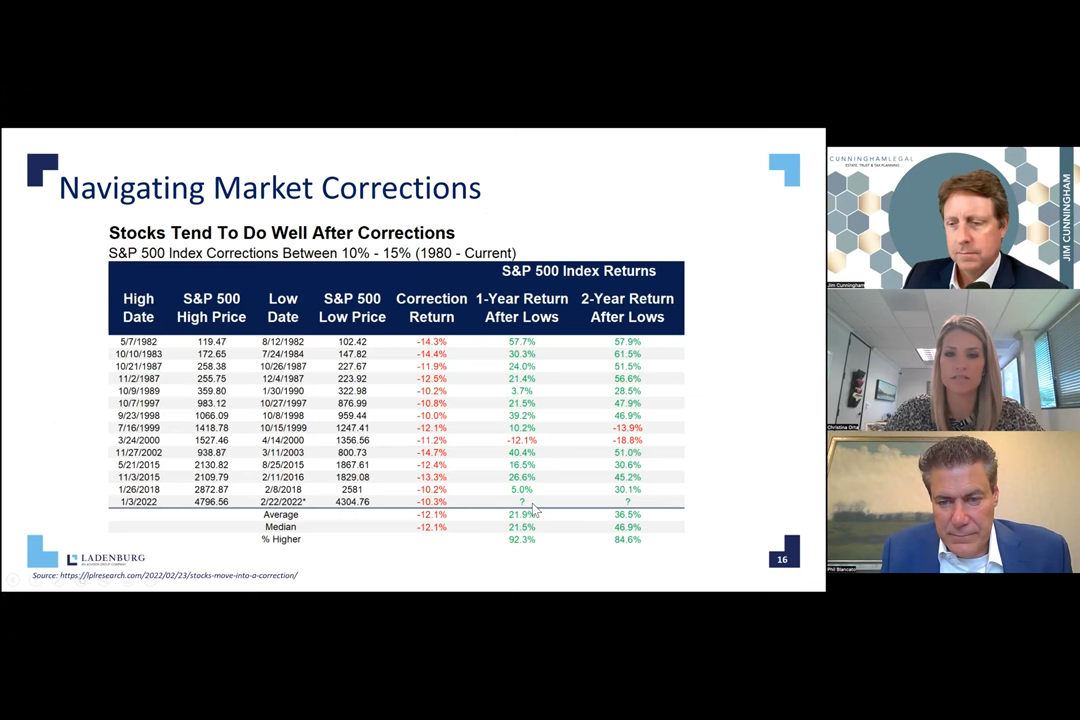 Navigating Market Corrections
Stocks Tend To Do Well After Corrections
S&P 500 Index Corrections Between 10% - 15% (1980 - Current)
S&P 500 Index Returns
High Date S&P 500 High Price Low Date S&P 500 Low Price Correction Return 1-Year Return After Lows 2-Year Return After Lows
5/7/1982 119.47 8/12/1982 102.42 -14.3% 57.7% 57.9%
10/10/1983 172.65 7/24/1984 147.82 -14.4% 30.3% 61.5%
10/21/1987 258.38 10/26/1987 227.67 -11.9% 24.0% 51.5%
11/2/1987 255.75 12/4/1987 223.92 -12.5% 21.4% 56.6%
10/9/1989 359.80 1/30/1990 322.98 -10.2% 3.7% 28.5%
10/7/1997 983.12 10/27/1997 876.99 -10.8% 21.5% 47.9%
9/23/1998 1066.09 10/8/1998 959.44 -10.0% 39.2% 46.9%
7/16/1999 1418.78 10/15/1999 1247.41 -12.1% 10.2% -13.9%
3/24/2000 1527.46 4/14/2000 1356.56 -11.2% -12.1% -18.8%
11/27/2002 938.87 3/11/2003 800.73 -14.7% 40.4% 51.0%
5/21/2015 2130.82 8/25/2015 1867.61 -12.4% 16.5% 30.6%
11/3/2015 2109.79 2/11/2016 1829.08 -13.3% 26.6% 45.2%
1/26/2018 2872.87 2/8/2018 2581 -10.2% 5.0% 30.1%
1/3/2022 4796.56 2/22/2022* 4304.76 -10.3% ? ?
Average -12.1% 21.9% 36.5%
Median -12.1% 21.5% 46.9%
% Higher 92.3% 84.6%
LADENBURG
AN ADVISOR GROUP COMPANY
16
Source: https://lplresearch.com/2022/02/23/stocks-move-into-a-correction/
CUNNINGHAMLEGAL
ESTATE, TRUST & TAX PLANNING
JIM CUNNINGHAM
Jim Cunningham
Christina Orta
Phil Blancato